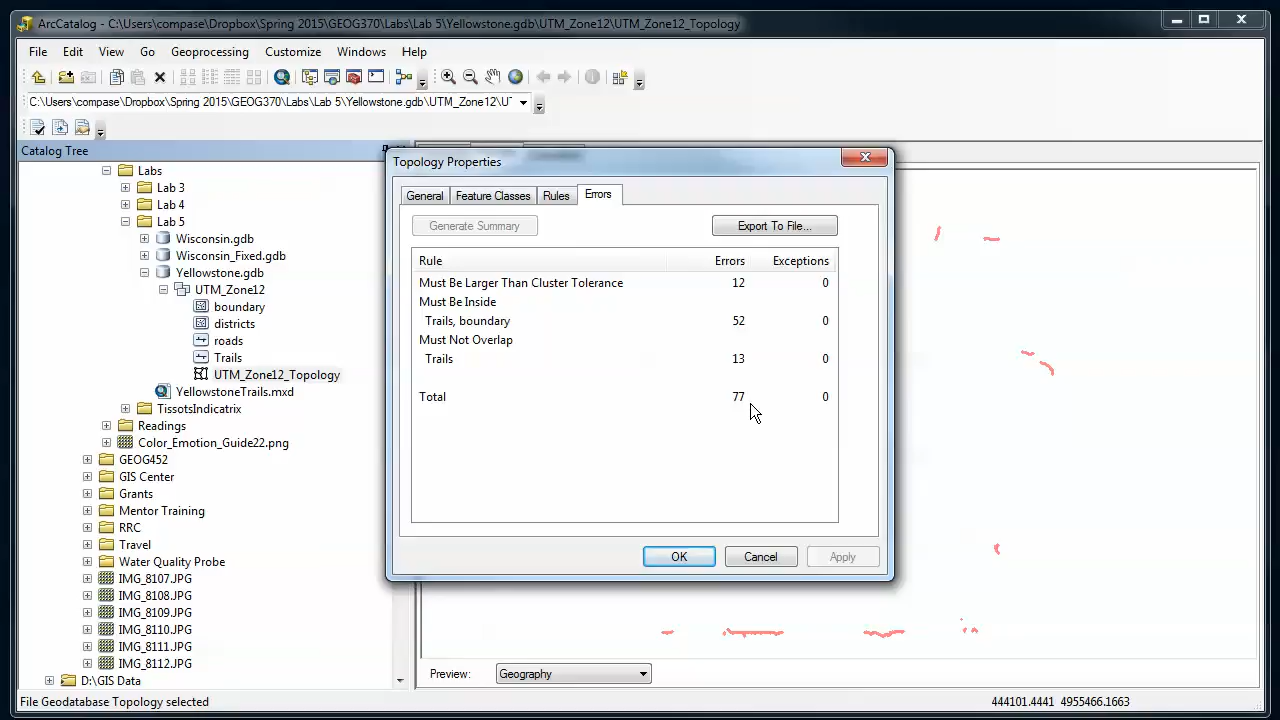 ArcCatalog - C:\Users\compase\Dropbox\Spring 2015\GEOG370\Labs\Lab 5\Yellowstone.gdb\UTM_Zone12\UTM_Zone12_Topology
File Edit View Go Geoprocessing Customize Windows Help
C:\Users\compase\Dropbox\Spring 2015\GEOG370\Labs\Lab 5\Yellowstone.gdb\UTM_Zone12\UT
Catalog Tree
Labs
Lab 3
Lab 4
Lab 5
Wisconsin.gdb
Wisconsin_Fixed.gdb
Yellowstone.gdb
UTM_Zone12
boundary
districts
roads
Trails
UTM_Zone12_Topology
YellowstoneTrails.mxd
TissotsIndicatrix
Readings
Color_Emotion_Guide22.png
GEOG452
GIS Center
Grants
Mentor Training
RRC
Travel
Water Quality Probe
IMG_8107.JPG
IMG_8108.JPG
IMG_8109.JPG
IMG_8110.JPG
IMG_8111.JPG
IMG_8112.JPG
D:\GIS Data
Topology Properties
General Feature Classes Rules Errors
Generate Summary Export To File...
Rule Errors Exceptions
Must Be Larger Than Cluster Tolerance 12 0
Must Be Inside
Trails, boundary 52 0
Must Not Overlap
Trails 13 0
Total 77 0
OK Cancel Apply
Preview: Geography
File Geodatabase Topology selected 444101.4441 4955466.1663